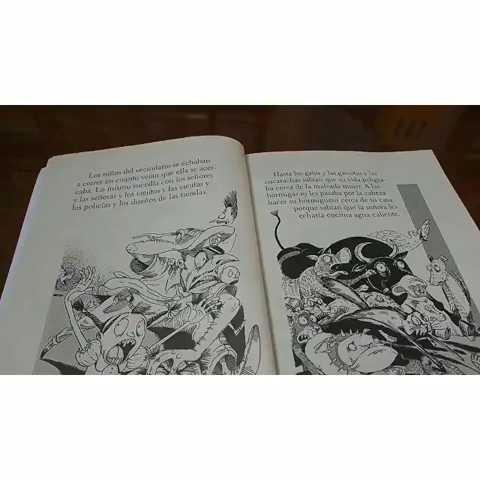 Los niños del vecindario se echaban
a correr en cuanto veían que ella se acer-
caba. Lo mismo sucedía con los señores
y las señoras y los viejitos y las viejitas y
los policías y los dueños de las tiendas.
Hasta los gatos y las gaviotas y las
cucarachas sabían que su vida peligra-
ba cerca de la malvada mujer. A las
hormigas ni les pasaba por la cabeza
hacer su hormiguero cerca de su casa
porque sabían que la señora les
echaría encima agua caliente.